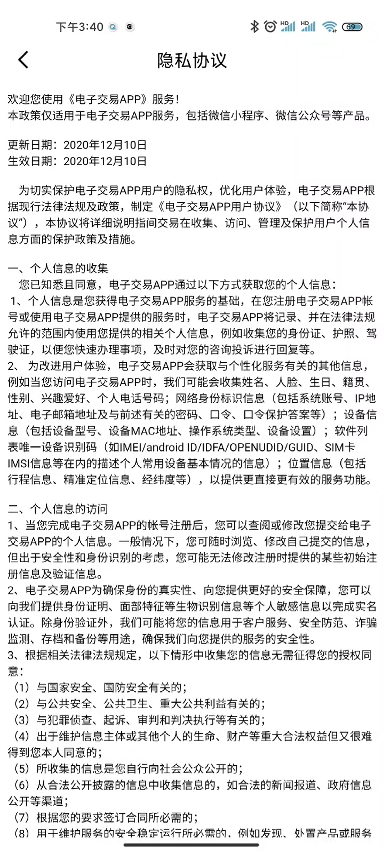 下午3:40
HD
HD
69
隐私协议
欢迎您使用《电子交易APP》服务!
本政策仅适用于电子交易APP服务，包括微信小程序、微信公众号等产品。
更新日期：2020年12月10日
生效日期：2020年12月10日
为切实保护电子交易APP用户的隐私权，优化用户体验，电子交易APP根
据现行法律法规及政策，制定《电子交易APP用户协议》（以下简称“本协
议”），本协议将详细说明指间交易在收集、访问、管理及保护用户个人信
息方面的保护政策及措施。
一、个人信息的收集
您已知悉且同意，电子交易APP通过以下方式获取您的个人信息：
1、个人信息是您获得电子交易APP服务的基础，在您注册电子交易APP帐
号或使用电子交易APP提供的服务时，电子交易APP将记录、并在法律法规
允许的范围内使用您提供的相关个人信息，例如收集您的身份证、护照、驾
驶证，以便您快速办理事项，及时对您的咨询投诉进行回复等。
2、 为改进用户体验，电子交易APP会获取与个性化服务有关的其他信息，
例如当您访问电子交易APP时，我们可能会收集姓名、人脸、生日、籍贯、
性别、兴趣爱好、个人电话号码；网络身份标识信息（包括系统账号、IP地
址、电子邮箱地址及与前述有关的密码、口令、口令保护答案等）；设备信
息（包括设备型号、设备MAC地址、操作系统类型、设备设置）；软件列
表唯一设备识别码（如IMEI/android ID/IDFA/OPENUDID/GUID、SIM卡
IMSI信息等在内的描述个人常用设备基本情况的信息）；位置信息（包括
行程信息、精准定位信息、经纬度等），以提供更直接更有效的服务功能。
二、个人信息的访问
1、当您完成电子交易APP的帐号注册后，您可以查阅或修改您提交给电子
交易APP的个人信息。一般情况下，您可随时浏览、修改自己提交的信息，
但出于安全性和身份识别的考虑，您可能无法修改注册时提供的某些初始注
册信息及验证信息。
2、电子交易APP为确保身份的真实性、向您提供更好的安全保障，您可以
向我们提供身份证明、面部特征等生物识别信息等个人敏感信息以完成实名
认证。除身份验证外，我们可能将您的信息用于客户服务、安全防范、诈骗
监测、存档和备份等用途，确保我们向您提供的服务的安全性。
3、根据相关法律法规规定，以下情形中收集您的信息无需征得您的授权同
意：
（1）与国家安全、国防安全有关的；
（2）与公共安全、公共卫生、重大公共利益有关的；
（3）与犯罪侦查、起诉、审判和判决执行等有关的；
（4）出于维护信息主体或其他个人的生命、财产等重大合法权益但又很难
得到您本人同意的；
（5）所收集的信息是您自行向社会公众公开的；
（6）从合法公开披露的信息中收集信息的，如合法的新闻报道、政府信息
公开等渠道；
（7）根据您的要求签订合同所必需的；
（8）用于维护服务的安全稳定运行所必需的，例如发现、处置产品或服务